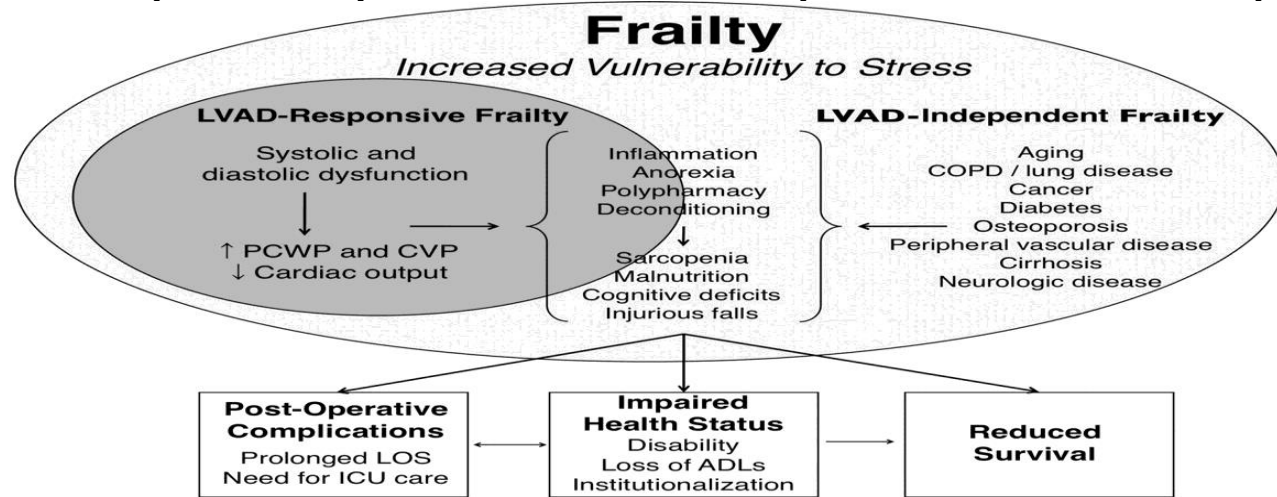 Frailty
Increased Vulnerability to Stress
LVAD-Responsive Frailty
Systolic and
diastolic dysfunction
↑ PCWP and CVP
↓ Cardiac output
Inflammation
Anorexia
Polypharmacy
Deconditioning
Sarcopenia
Malnutrition
Cognitive deficits
Injurious falls
LVAD-Independent Frailty
Aging
COPD / lung disease
Cancer
Diabetes
Osteoporosis
Peripheral vascular disease
Cirrhosis
Neurologic disease
Post-Operative
Complications
Prolonged LOS
Need for ICU care
Impaired
Health Status
Disability
Loss of ADLs
Institutionalization
Reduced
Survival